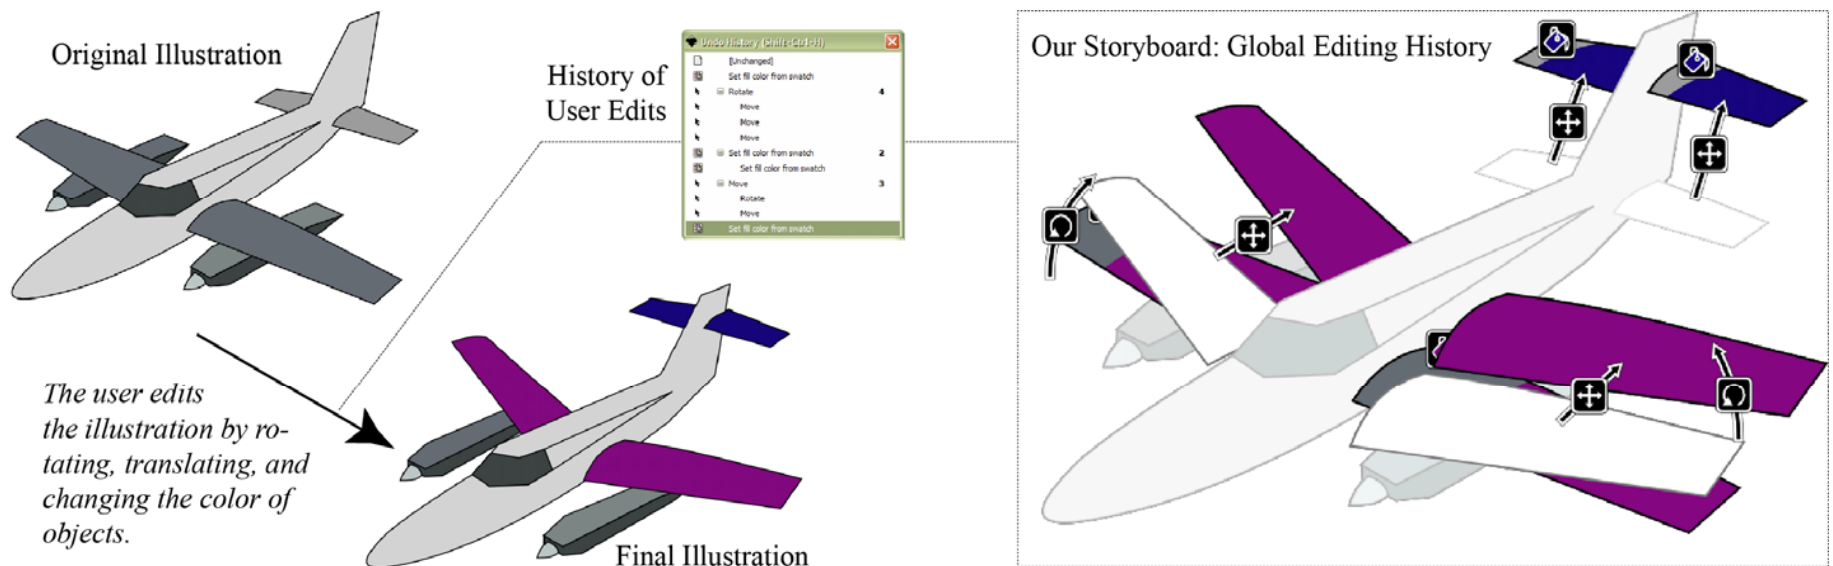 Original Illustration
History of
User Edits
Undo History (Shift+Ctrl+H)
[Unchanged]
Set fill color from swatch
Rotate 4
Move
Move
Move
Set fill color from swatch 2
Set fill color from swatch
Move 3
Rotate
Move
Set fill color from swatch
The user edits
the illustration by ro-
tating, translating, and
changing the color of
objects.
Final Illustration
Our Storyboard: Global Editing History